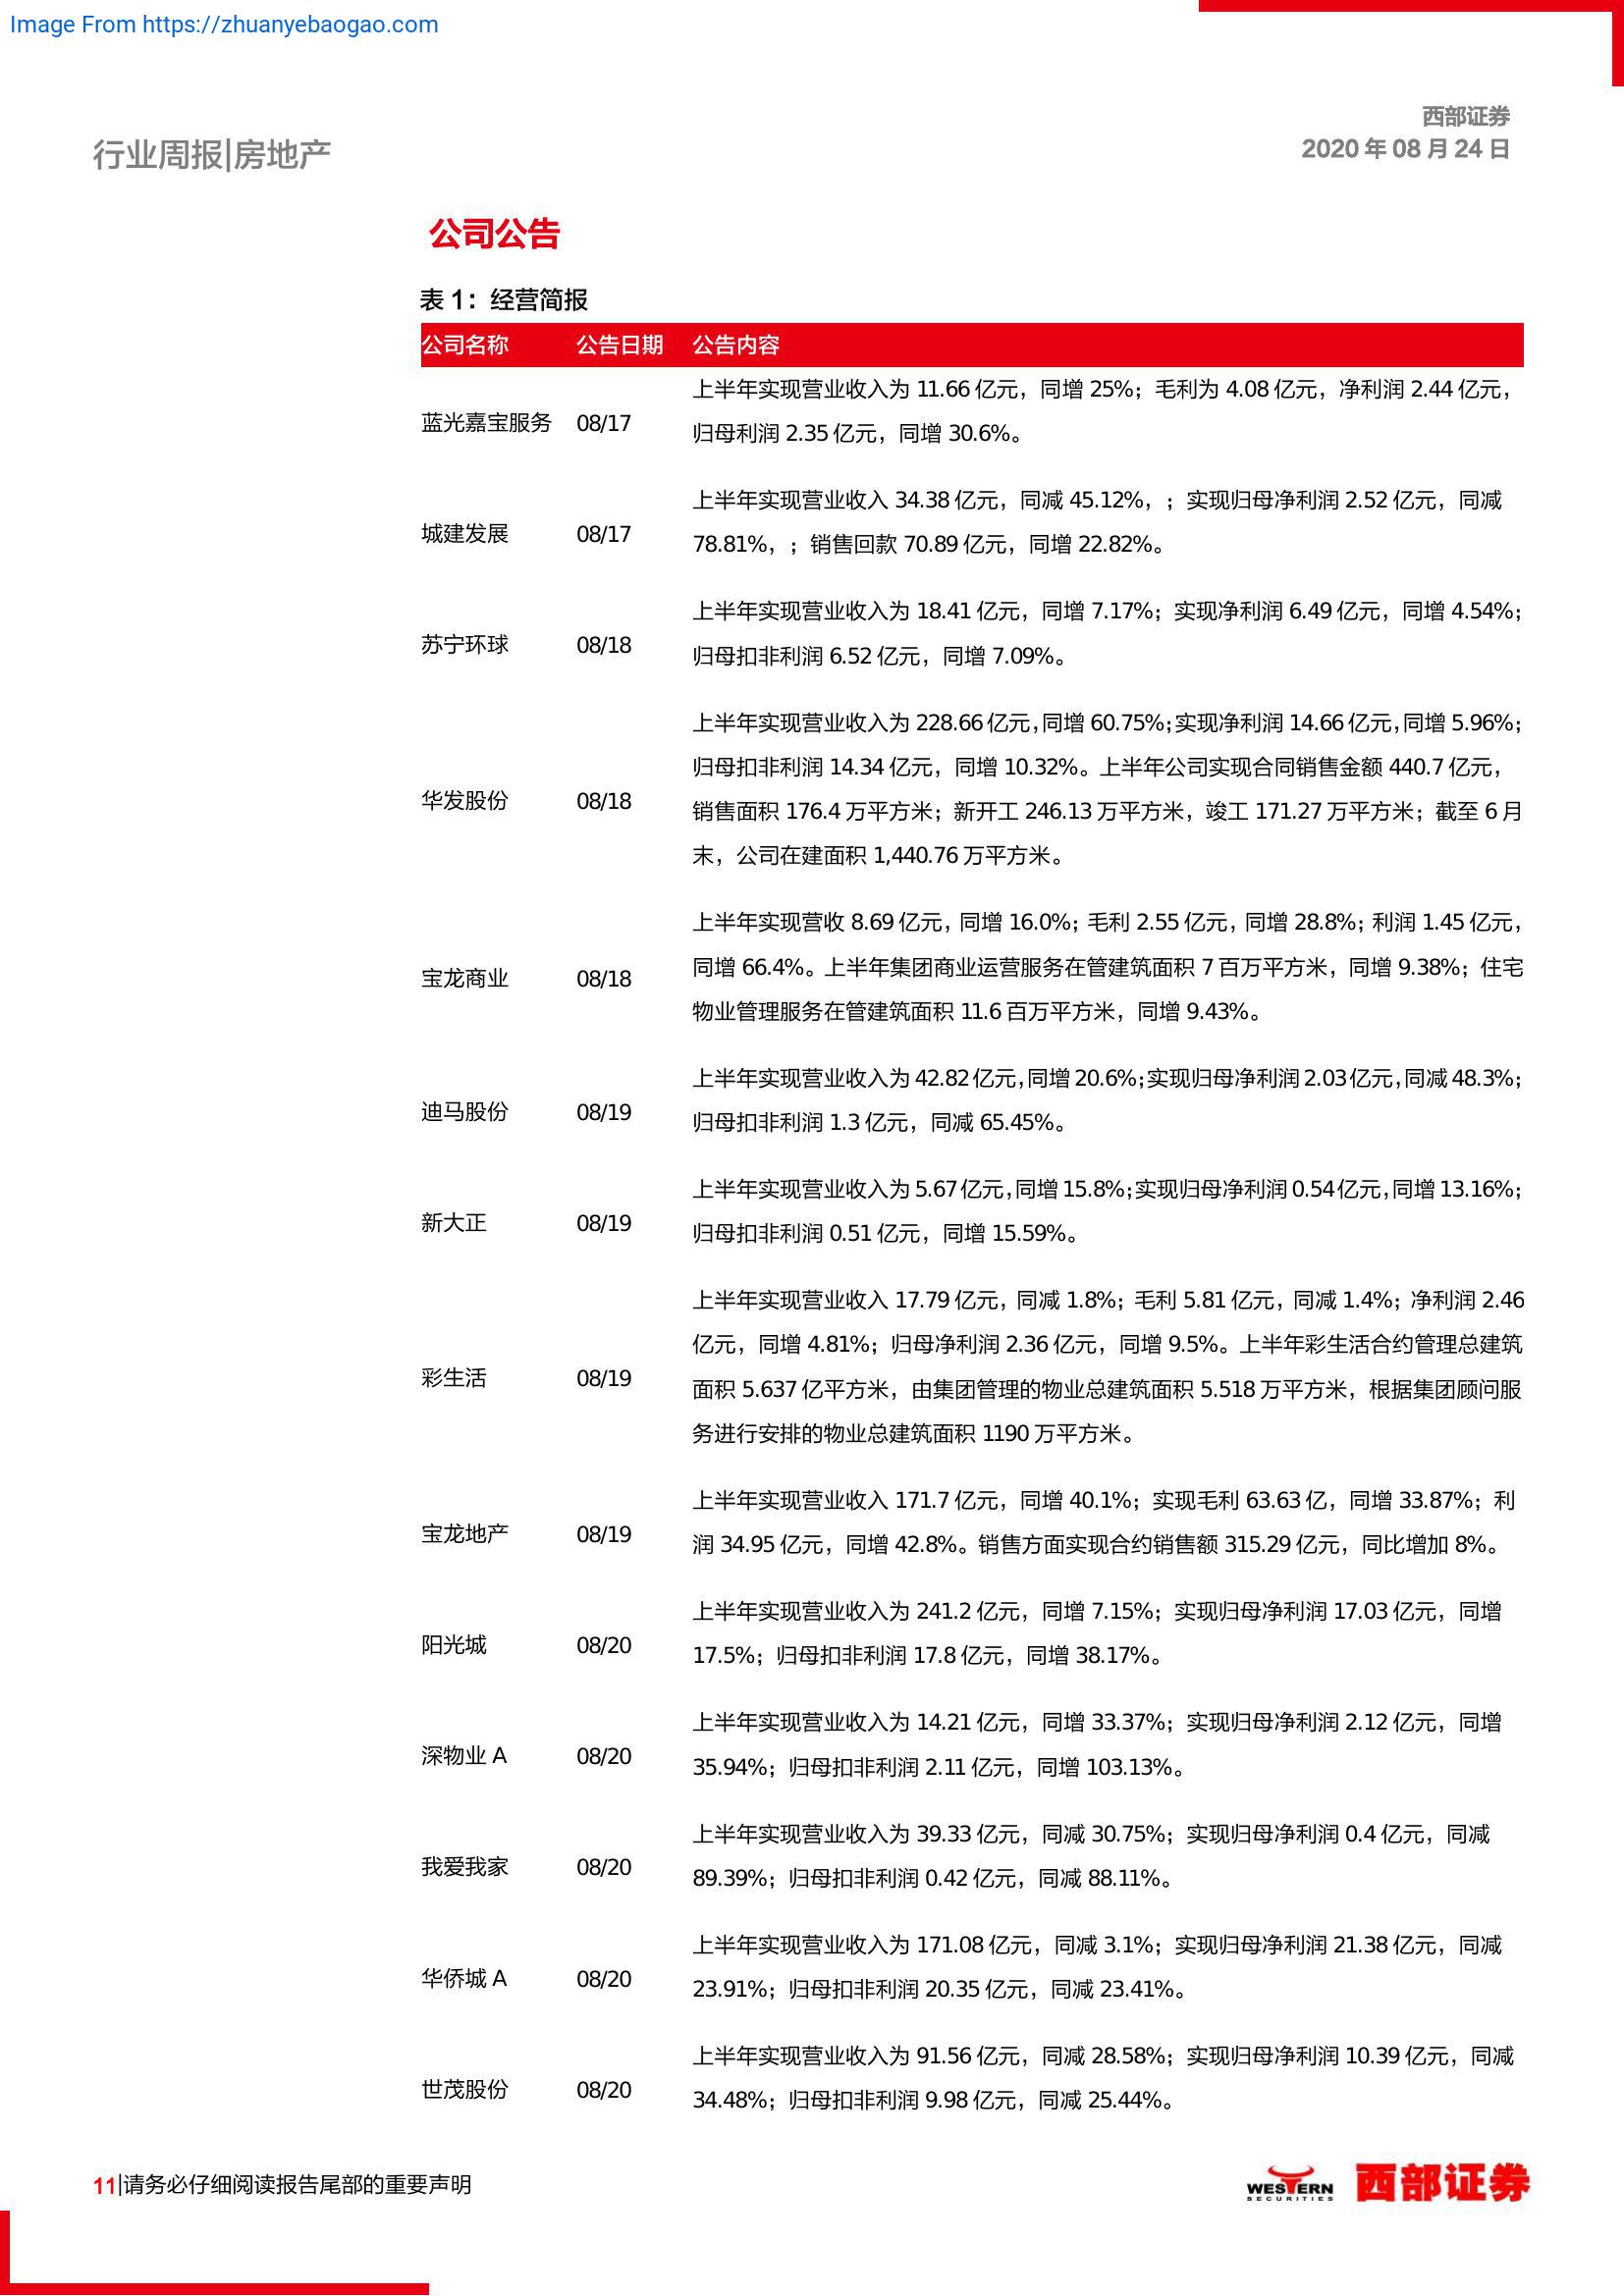 Image From https://zhuanyebaogao.com
西部证券
2020 年 08 月 24 日
行业周报|房地产
公司公告
表 1：经营简报
公司名称 公告日期 公告内容
蓝光嘉宝服务 08/17
上半年实现营业收入为 11.66 亿元，同增 25%；毛利为 4.08 亿元，净利润 2.44 亿元，
归母利润 2.35 亿元，同增 30.6%。
城建发展 08/17
上半年实现营业收入 34.38 亿元，同减 45.12%，；实现归母净利润 2.52 亿元，同减
78.81%，；销售回款 70.89 亿元，同增 22.82%。
苏宁环球 08/18
上半年实现营业收入为 18.41 亿元，同增 7.17%；实现净利润 6.49 亿元，同增 4.54%；
归母扣非利润 6.52 亿元，同增 7.09%。
华发股份 08/18
上半年实现营业收入为 228.66 亿元，同增 60.75%；实现净利润 14.66 亿元，同增 5.96%；
归母扣非利润 14.34 亿元，同增 10.32%。上半年公司实现合同销售金额 440.7 亿元，
销售面积 176.4 万平方米；新开工 246.13 万平方米，竣工 171.27 万平方米；截至 6 月
末，公司在建面积 1,440.76 万平方米。
宝龙商业 08/18
上半年实现营收 8.69 亿元，同增 16.0%；毛利 2.55 亿元，同增 28.8%；利润 1.45 亿元，
同增 66.4%。上半年集团商业运营服务在管建筑面积 7 百万平方米，同增 9.38%；住宅
物业管理服务在管建筑面积 11.6 百万平方米，同增 9.43%。
迪马股份 08/19
上半年实现营业收入为 42.82 亿元，同增 20.6%；实现归母净利润 2.03 亿元，同减 48.3%；
归母扣非利润 1.3 亿元，同减 65.45%。
新大正 08/19
上半年实现营业收入为 5.67 亿元，同增 15.8%；实现归母净利润 0.54 亿元，同增 13.16%；
归母扣非利润 0.51 亿元，同增 15.59%。
彩生活 08/19
上半年实现营业收入 17.79 亿元，同减 1.8%；毛利 5.81 亿元，同减 1.4%；净利润 2.46
亿元，同增 4.81%；归母净利润 2.36 亿元，同增 9.5%。上半年彩生活合约管理总建筑
面积 5.637 亿平方米，由集团管理的物业总建筑面积 5.518 万平方米，根据集团顾问服
务进行安排的物业总建筑面积 1190 万平方米。
宝龙地产 08/19
上半年实现营业收入 171.7 亿元，同增 40.1%；实现毛利 63.63 亿，同增 33.87%；利
润 34.95 亿元，同增 42.8%。销售方面实现合约销售额 315.29 亿元，同比增加 8%。
阳光城 08/20
上半年实现营业收入为 241.2 亿元，同增 7.15%；实现归母净利润 17.03 亿元，同增
17.5%；归母扣非利润 17.8 亿元，同增 38.17%。
深物业 A 08/20
上半年实现营业收入为 14.21 亿元，同增 33.37%；实现归母净利润 2.12 亿元，同增
35.94%；归母扣非利润 2.11 亿元，同增 103.13%。
我爱我家 08/20
上半年实现营业收入为 39.33 亿元，同减 30.75%；实现归母净利润 0.4 亿元，同减
89.39%；归母扣非利润 0.42 亿元，同减 88.11%。
华侨城 A 08/20
上半年实现营业收入为 171.08 亿元，同减 3.1%；实现归母净利润 21.38 亿元，同减
23.91%；归母扣非利润 20.35 亿元，同减 23.41%。
世茂股份 08/20
上半年实现营业收入为 91.56 亿元，同减 28.58%；实现归母净利润 10.39 亿元，同减
34.48%；归母扣非利润 9.98 亿元，同减 25.44%。
11|请务必仔细阅读报告尾部的重要声明
WESTERN
SECURITIES
西部证券